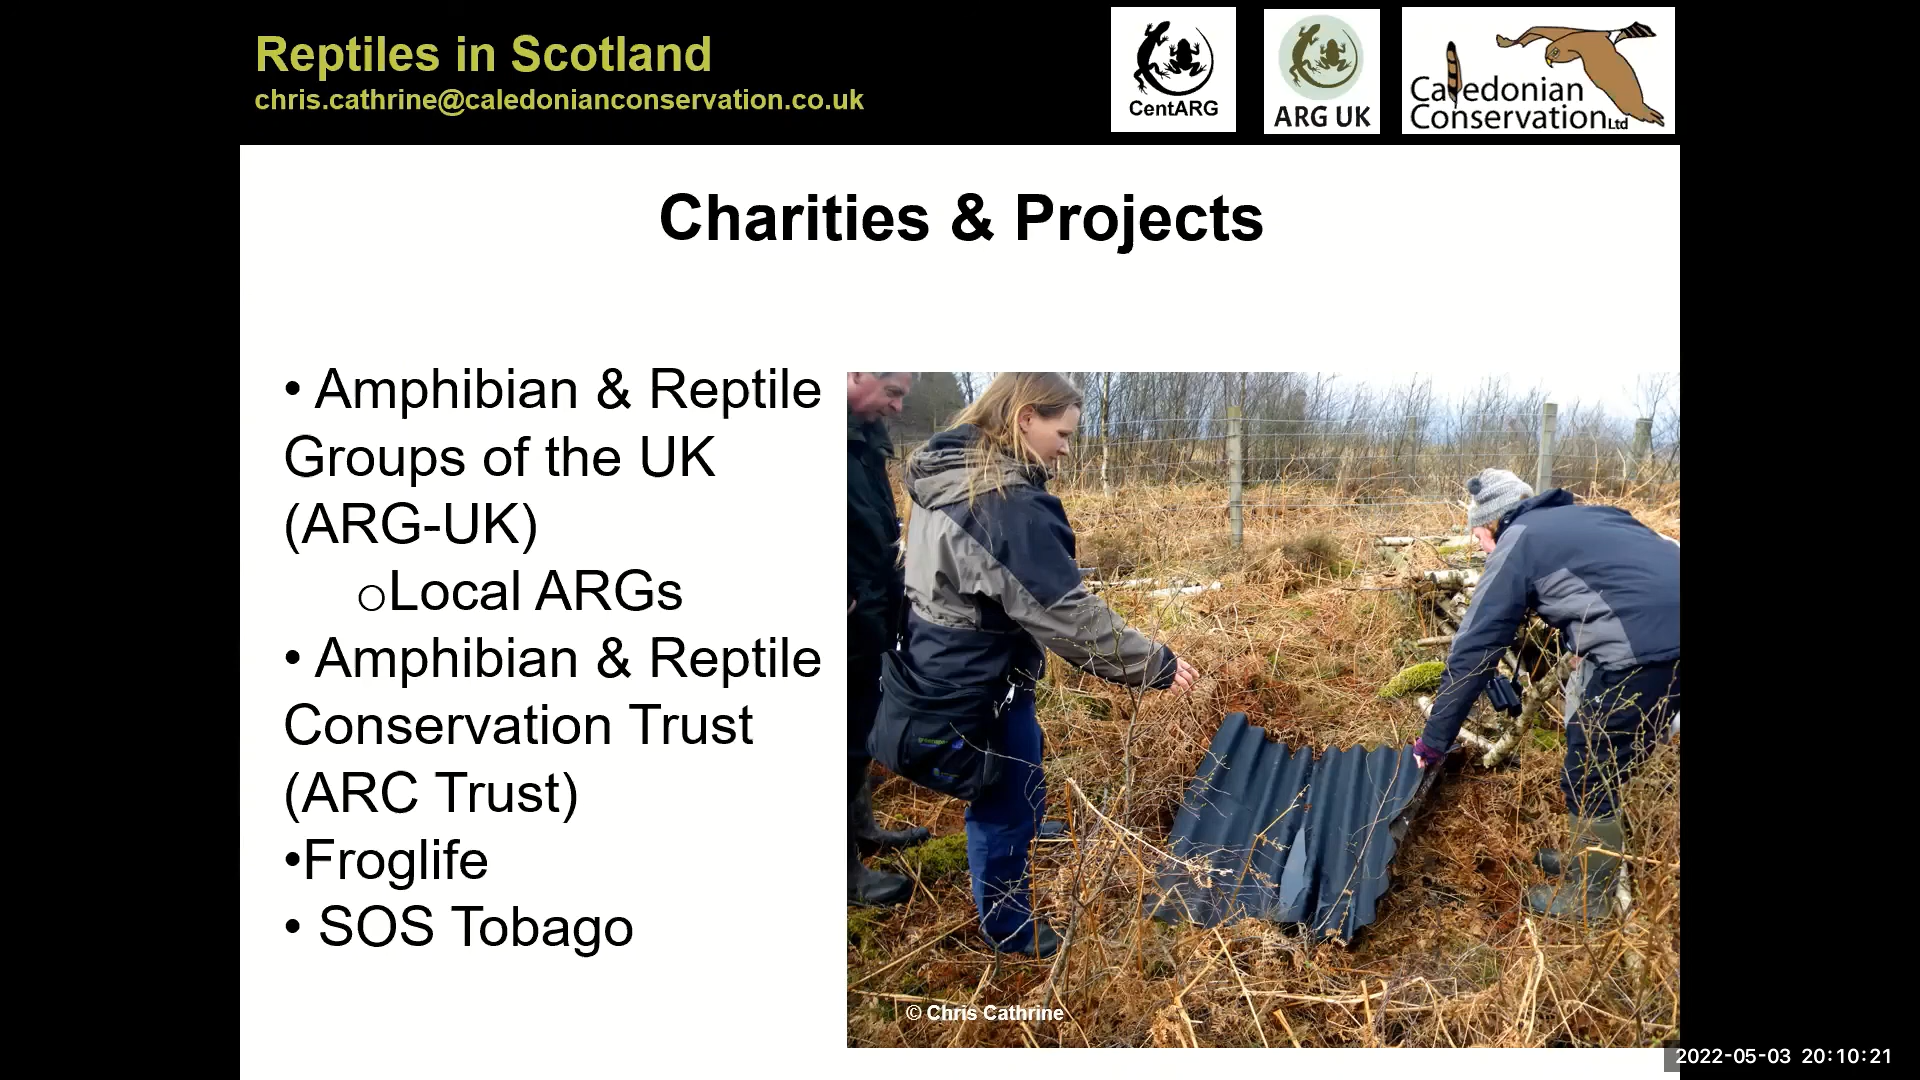 Reptiles in Scotland
chris.cathrine@caledonianconservation.co.uk
CentARG
ARG UK
Caledonian
Conservation Ltd
Charities & Projects
• Amphibian & Reptile
Groups of the UK
(ARG-UK)
oLocal ARGs
• Amphibian & Reptile
Conservation Trust
(ARC Trust)
•Froglife
• SOS Tobago
© Chris Cathrine
2022-05-03 20:10:21